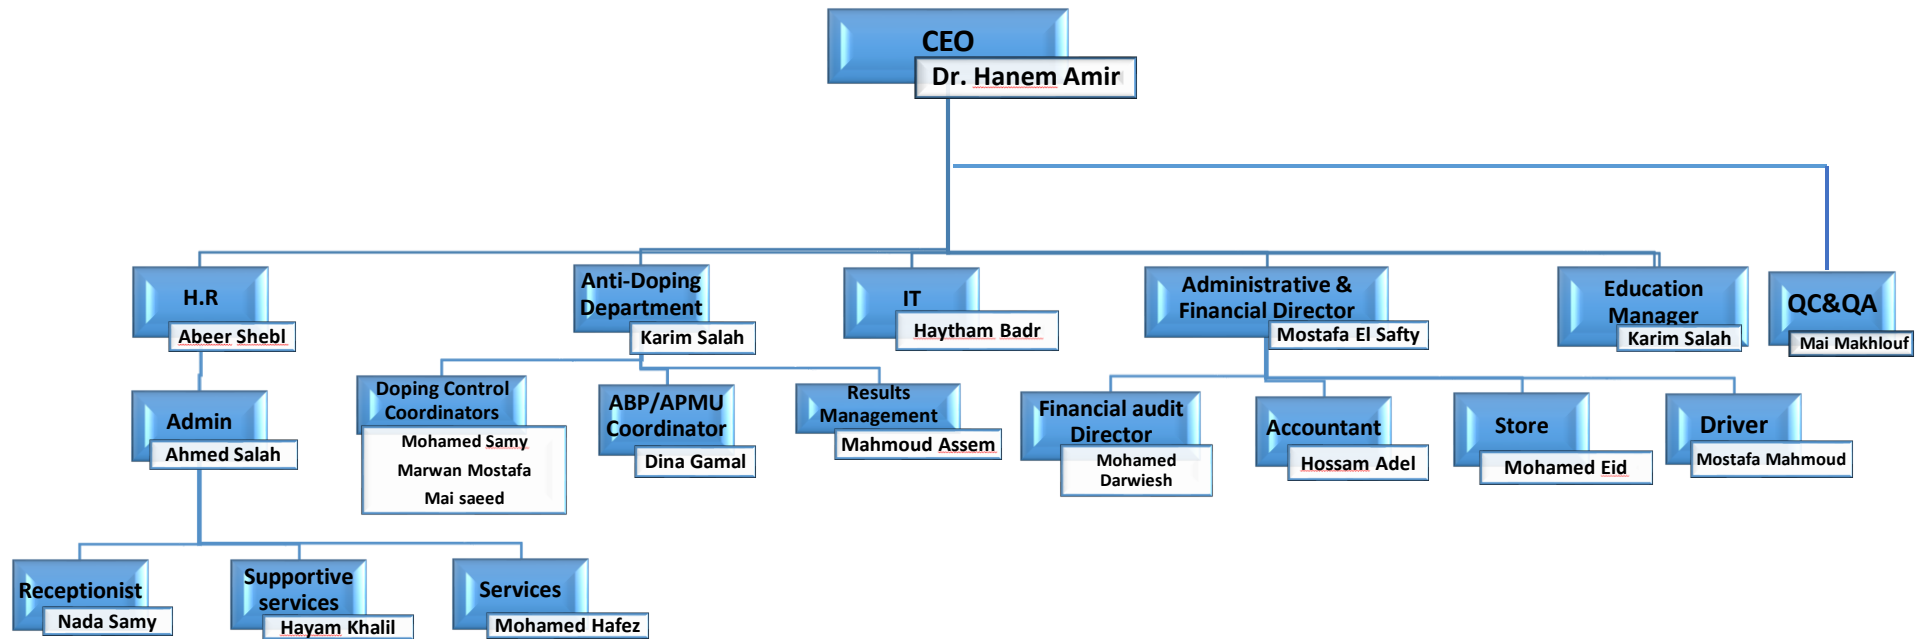 CEO
Dr. Hanem Amir
H.R
Abeer Shebl
Anti-Doping
Department
Karim Salah
IT
Haytham Badr
Administrative &
Financial Director
Mostafa El Safty
Education
Manager
Karim Salah
QC&QA
Mai Makhlouf
Admin
Ahmed Salah
Doping Control
Coordinators
Mohamed Samy
Marwan Mostafa
Mai saeed
ABP/APMU
Coordinator
Dina Gamal
Results
Management
Mahmoud Assem
Financial audit
Director
Mohamed
Darwiesh
Accountant
Hossam Adel
Store
Mohamed Eid
Driver
Mostafa Mahmoud
Receptionist
Nada Samy
Supportive
services
Hayam Khalil
Services
Mohamed Hafez